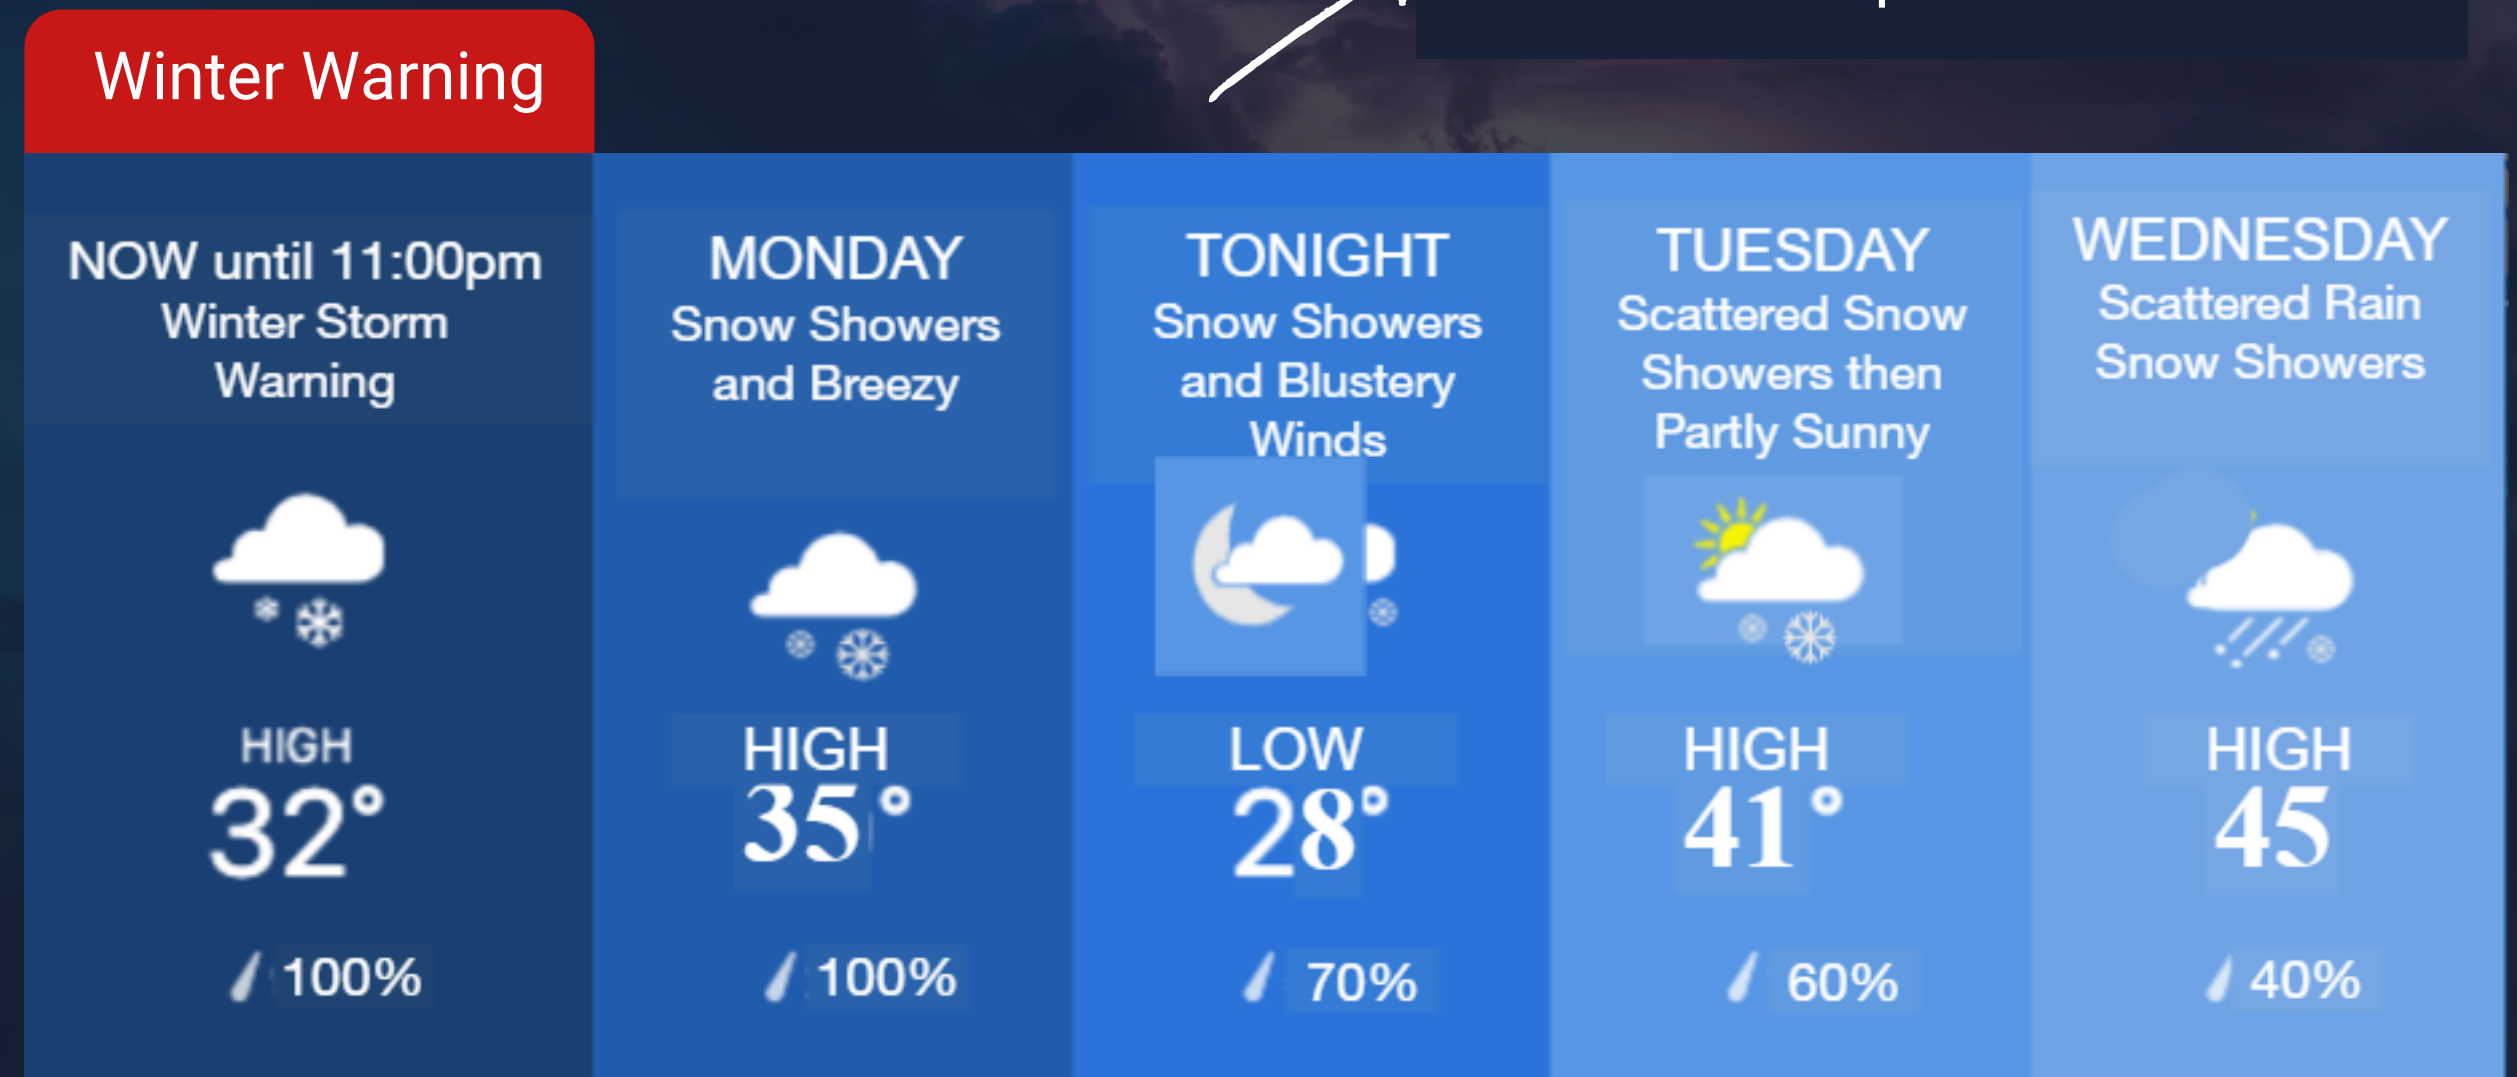 Winter Warning
NOW until 11:00pm
Winter Storm
Warning
HIGH
32°
100%
MONDAY
Snow Showers
and Breezy
HIGH
35°
100%
TONIGHT
Snow Showers
and Blustery
Winds
LOW
28°
70%
TUESDAY
Scattered Snow
Showers then
Partly Sunny
HIGH
41°
60%
WEDNESDAY
Scattered Rain
Snow Showers
HIGH
45
40%